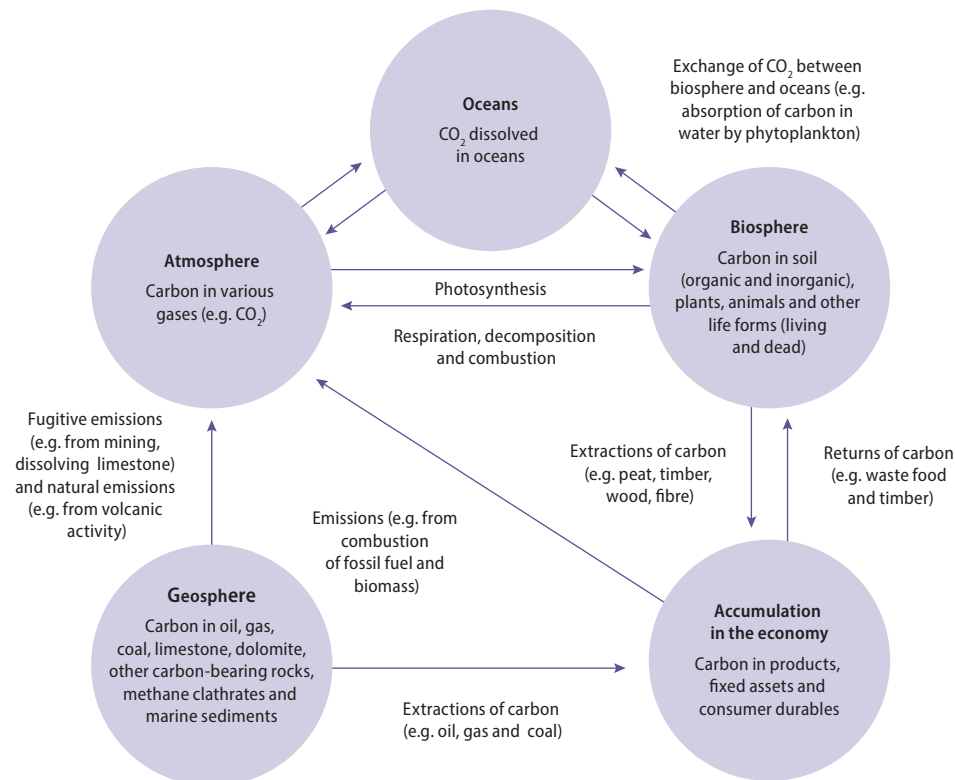 Oceans
CO₂ dissolved
in oceans
Exchange of CO₂ between
biosphere and oceans (e.g.
absorption of carbon in
water by phytoplankton)
Atmosphere
Carbon in various
gases (e.g. CO₂)
Biosphere
Carbon in soil
(organic and inorganic),
plants, animals and other
life forms (living
and dead)
Photosynthesis
Respiration, decomposition
and combustion
Fugitive emissions
(e.g. from mining,
dissolving limestone)
and natural emissions
(e.g. from volcanic
activity)
Emissions (e.g. from
combustion
of fossil fuel and
biomass)
Extractions of carbon
(e.g. peat, timber,
wood, fibre)
Returns of carbon
(e.g. waste food
and timber)
Geosphere
Carbon in oil, gas,
coal, limestone, dolomite,
other carbon-bearing rocks,
methane clathrates and
marine sediments
Extractions of carbon
(e.g. oil, gas and coal)
Accumulation
in the economy
Carbon in products,
fixed assets and
consumer durables